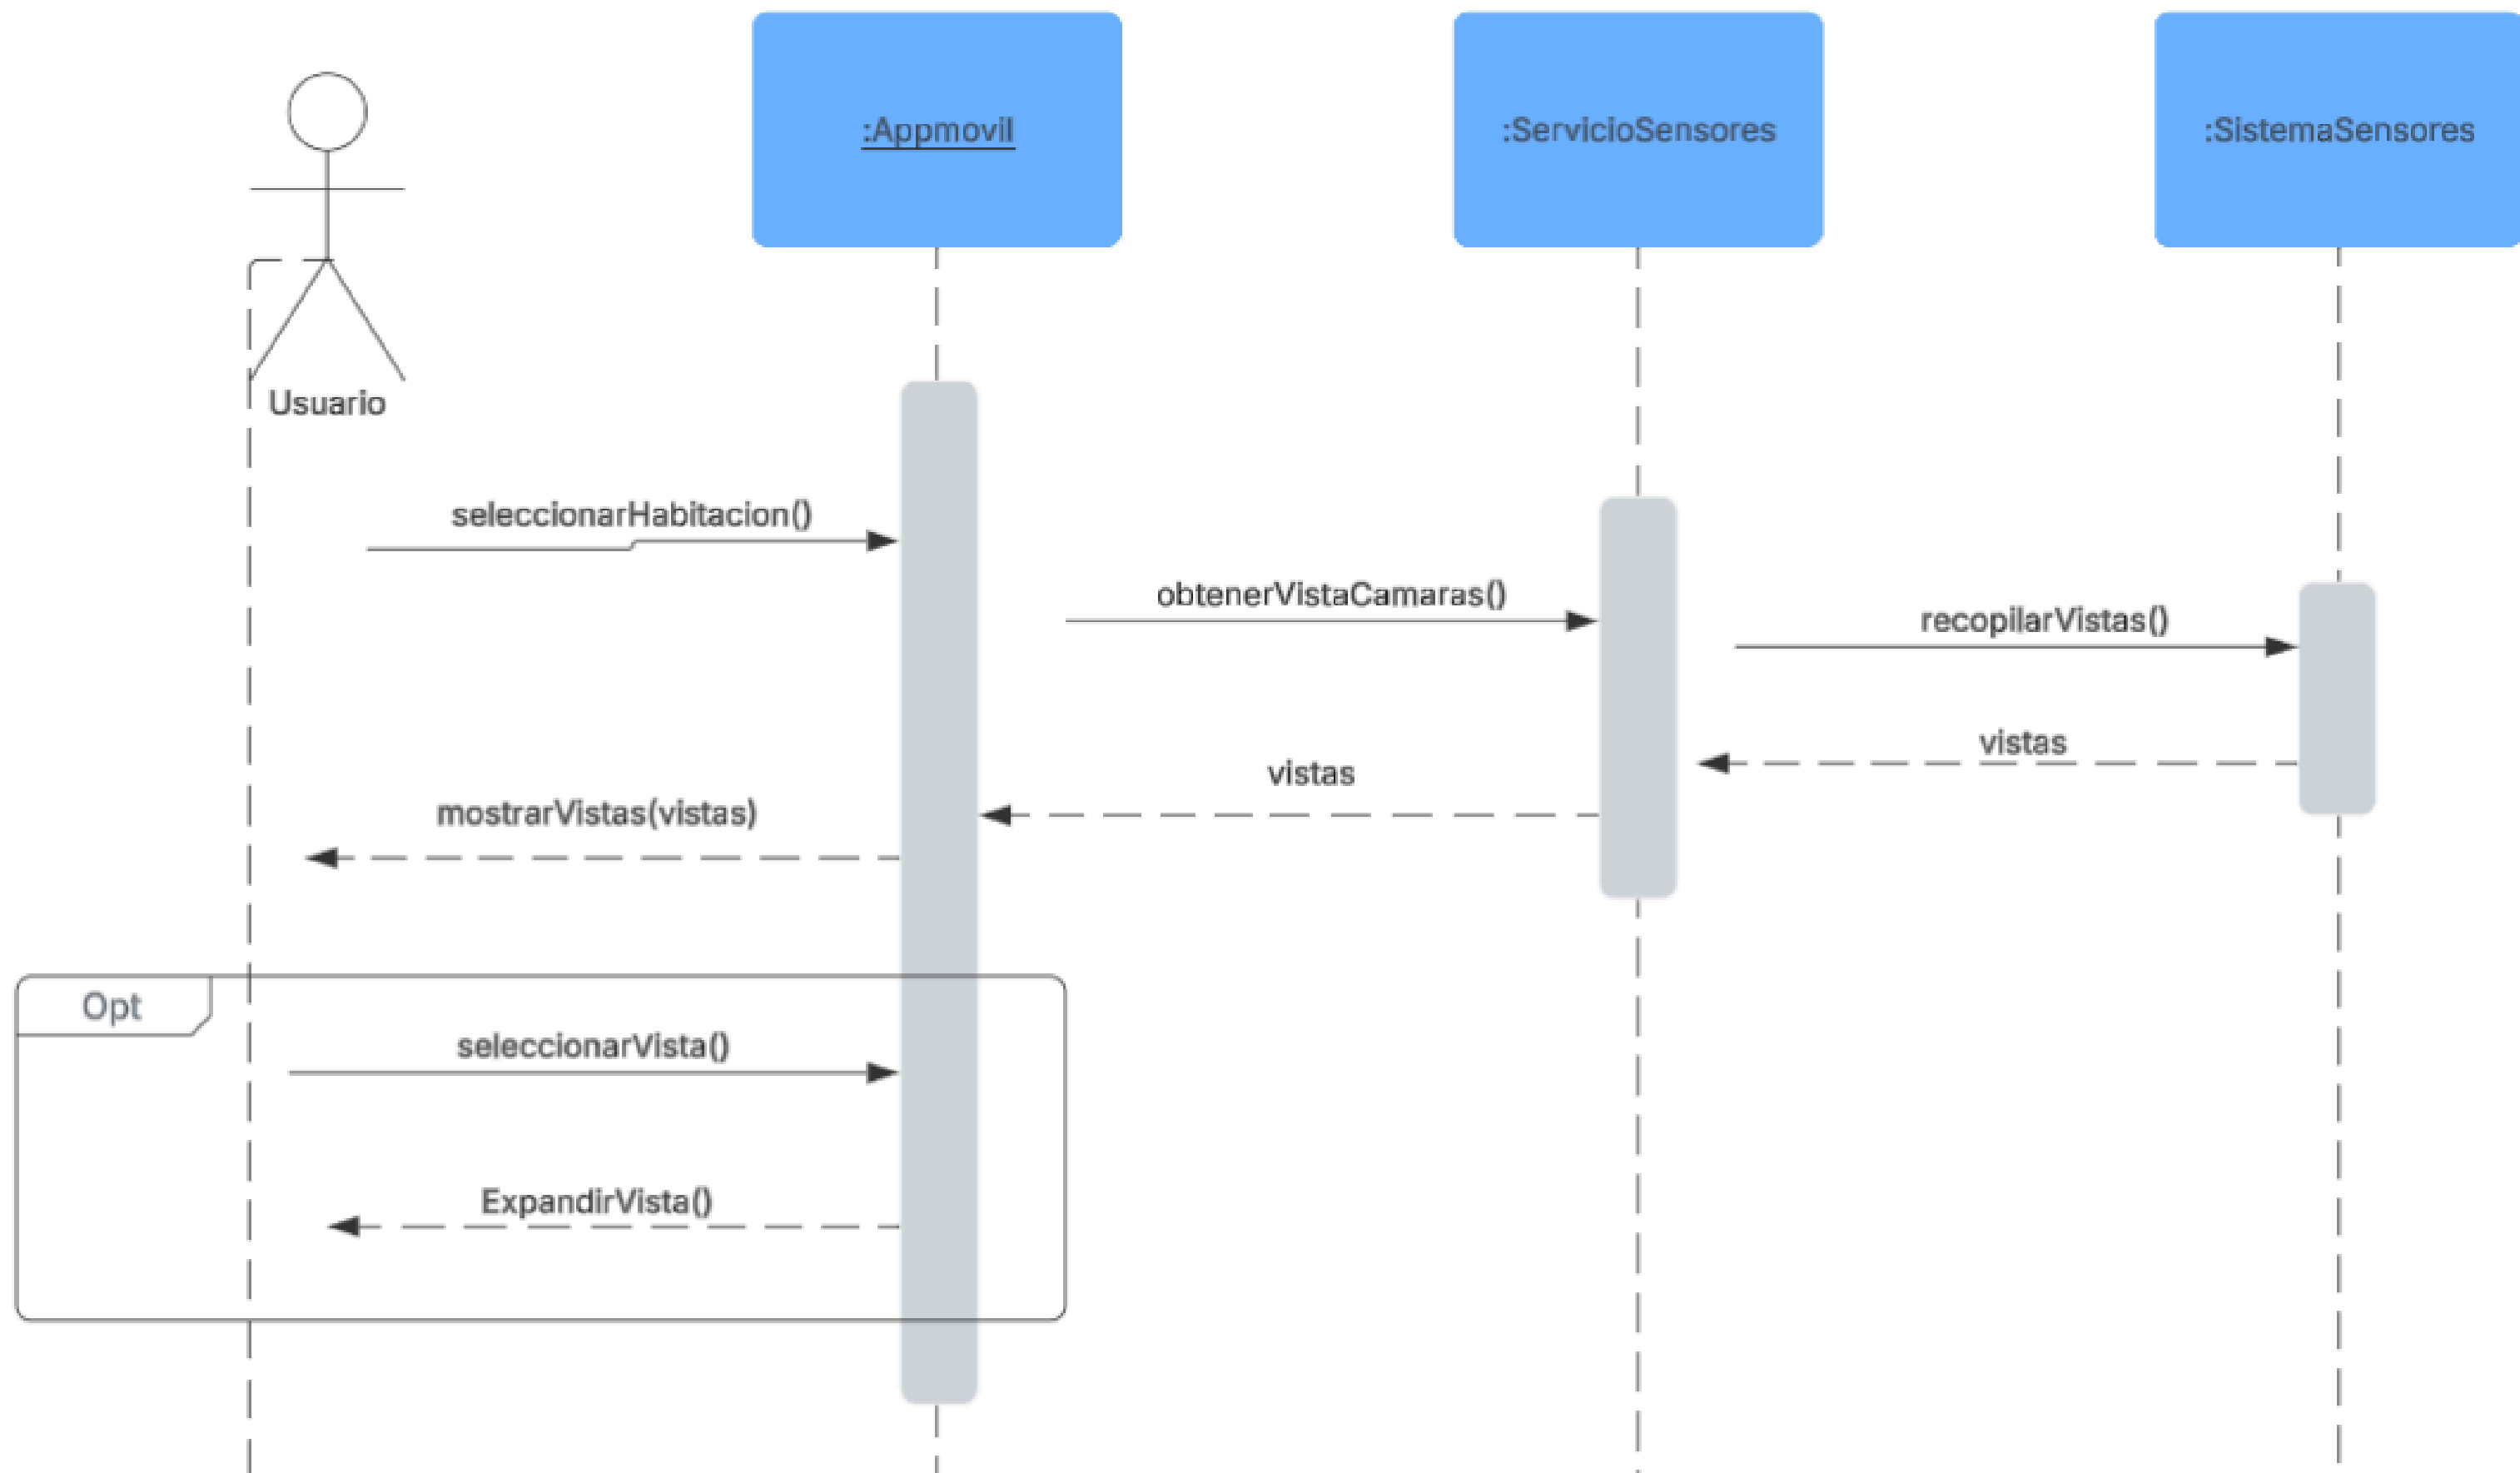 :Appmovil
:ServicioSensores
:SistemaSensores
Usuario
seleccionarHabitacion()
obtenerVistaCamaras()
recopilarVistas()
vistas
vistas
mostrarVistas(vistas)
Opt
seleccionarVista()
ExpandirVista()